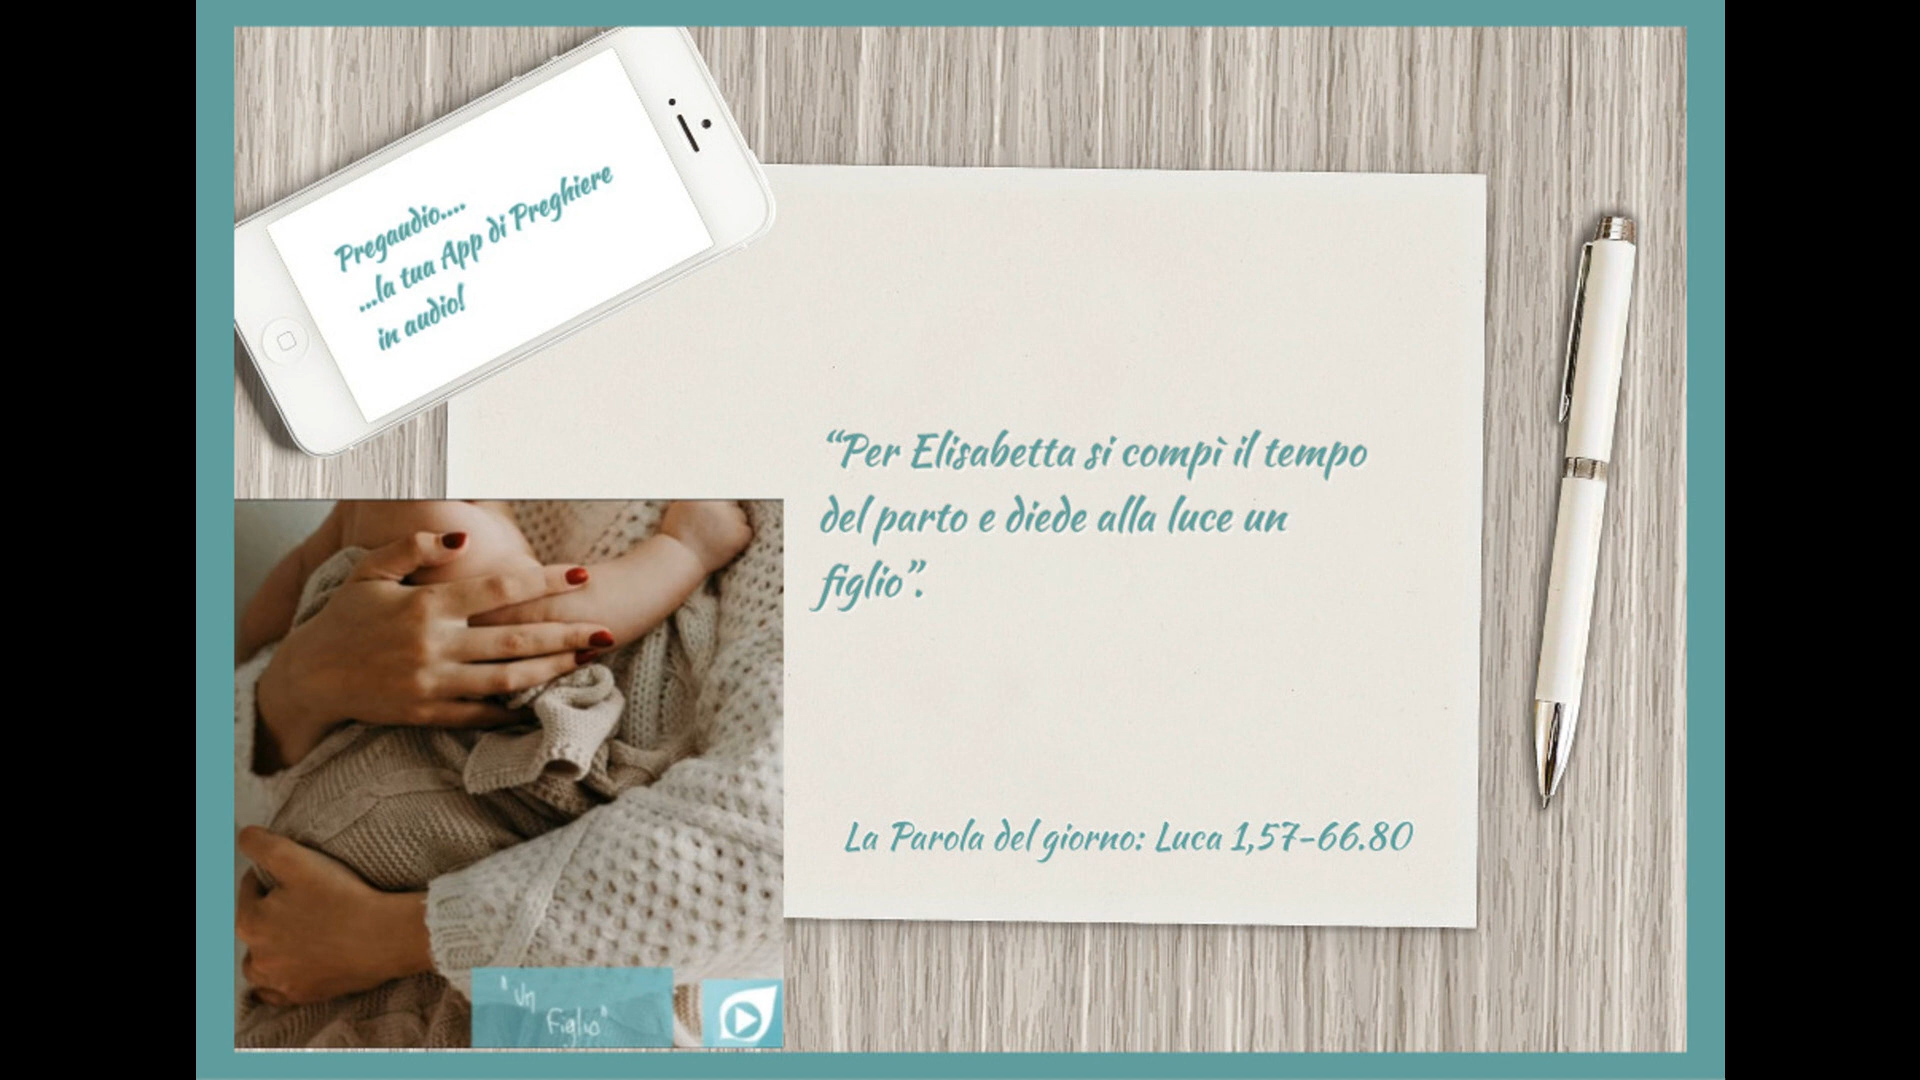 Pregaudio....
...la tua App di Preghiere
in audio!
“Per Elisabetta si compì il tempo
del parto e diede alla luce un
figlio”.
La Parola del giorno: Luca 1,57-66.80
"Un
Figlio"